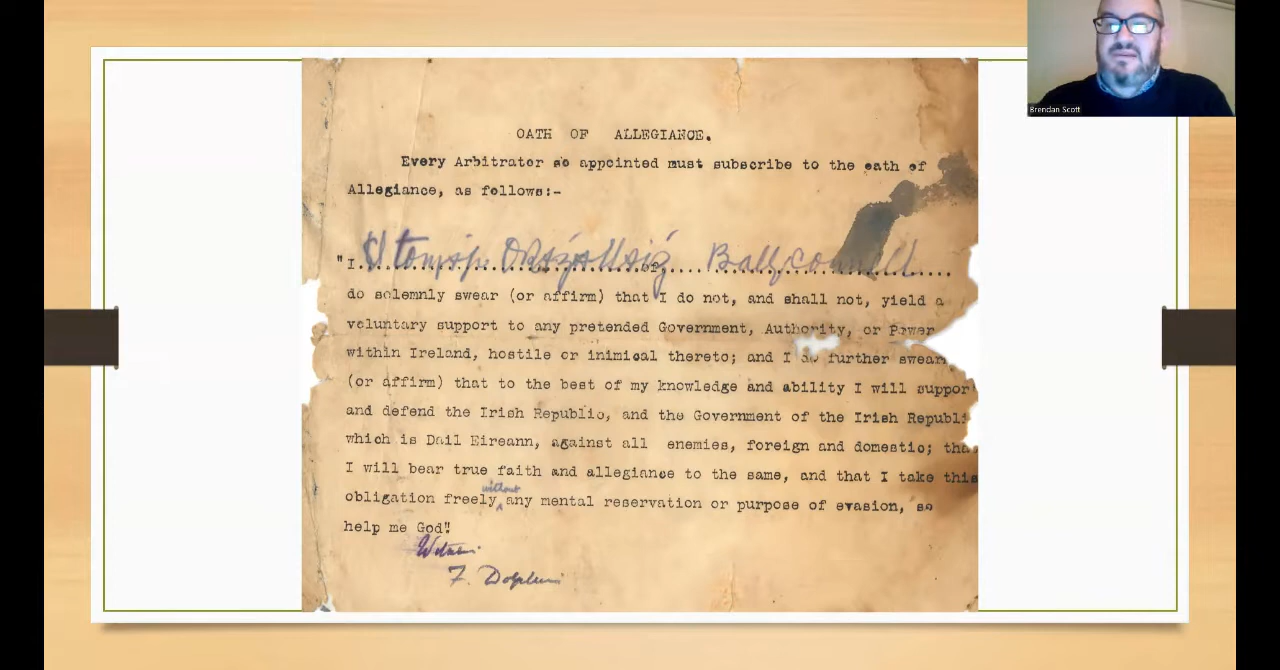 Brendan Scott
OATH OF ALLEGIANCE.
Every Arbitrator so appointed must subscribe to the oath of
Allegiance, as follows:-
"I of Ballyconnell
do solemnly swear (or affirm) that I do not, and shall not, yield a
voluntary support to any pretended Government, Authority, or Power
within Ireland, hostile or inimical thereto; and I do further swear
(or affirm) that to the best of my knowledge and ability I will suppor
and defend the Irish Republic, and the Government of the Irish Republi
which is Dail Eireann, against all enemies, foreign and domestic; tha
I will bear true faith and allegiance to the same, and that I take this
obligation freely without any mental reservation or purpose of evasion, so
help me God"
Witness
F. Dolphin